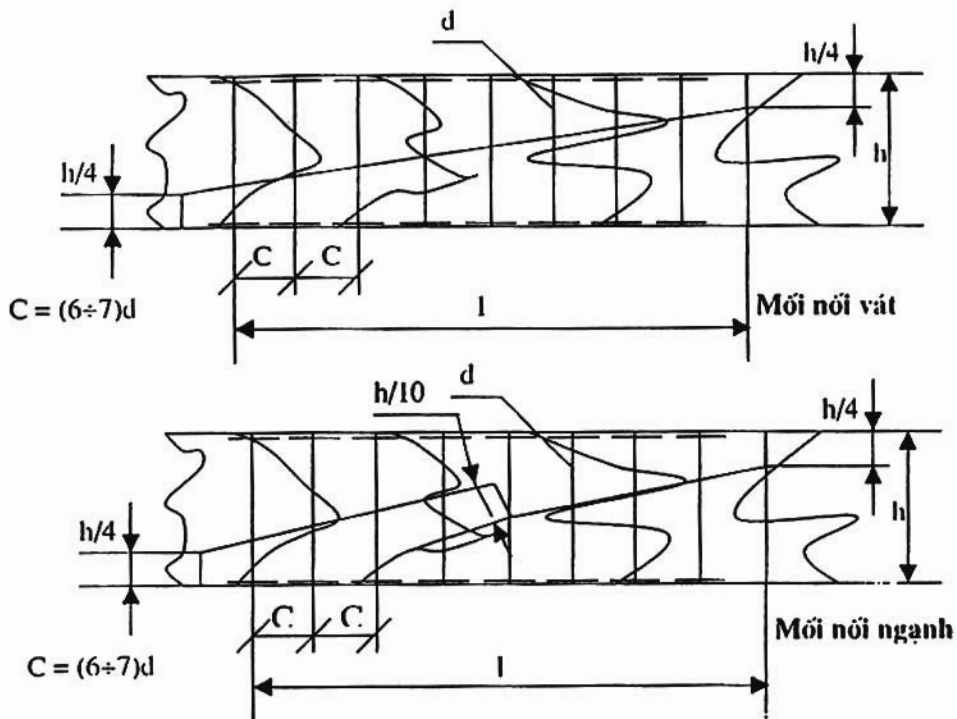 d
h/4
h
h/4
C C
C = (6÷7)d
l
Mối nối vát
d
h/10
h/4
h
h/4
C C
C = (6÷7)d
l
Mối nối ngạnh